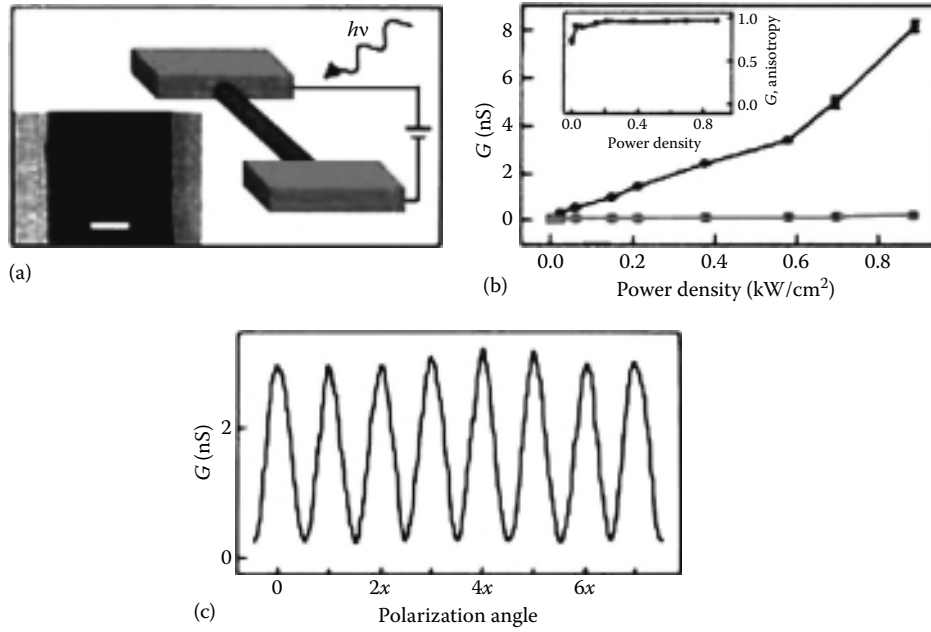 hν
(a)
8
6
4
2
0
G (nS)
1.0
0.5
0.0
G, anisotropy
0.0 0.4 0.8
Power density
0.0 0.2 0.4 0.6 0.8
(b)
Power density (kW/cm²)
2
0
G (nS)
0 2x 4x 6x
(c)
Polarization angle